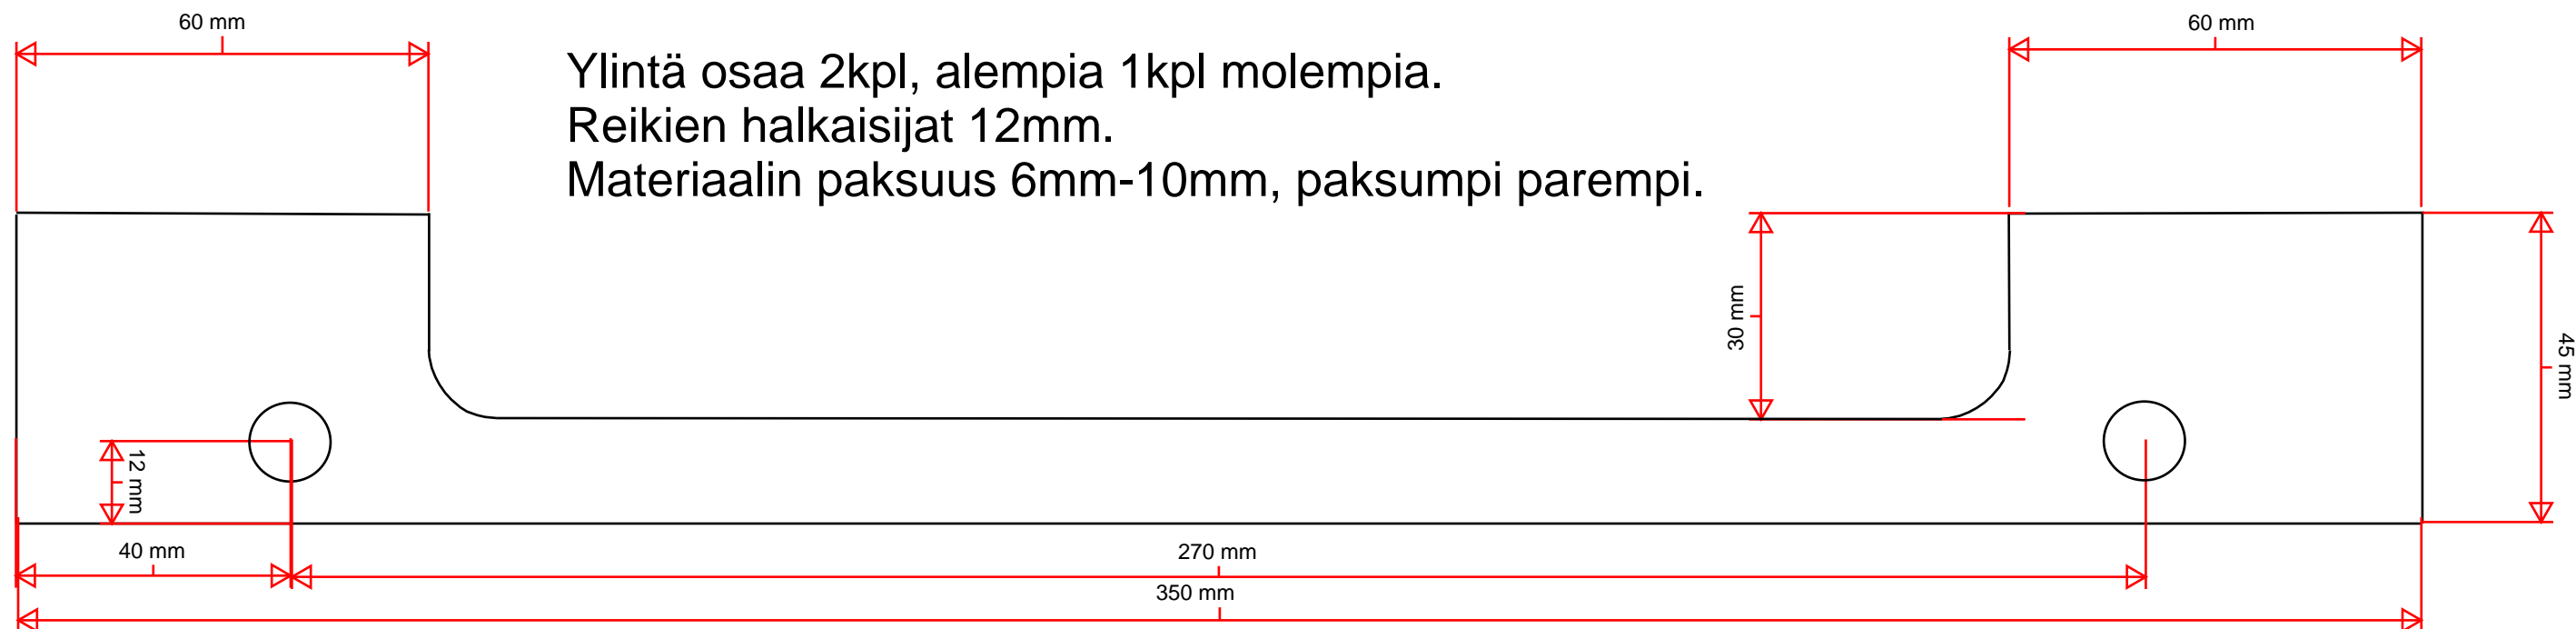 60 mm
60 mm
Ylintä osaa 2kpl, alempia 1kpl molempia.
Reikien halkaisijat 12mm.
Materiaalin paksuus 6mm-10mm, paksumpi parempi.
30 mm
45 mm
12 mm
40 mm
270 mm
350 mm